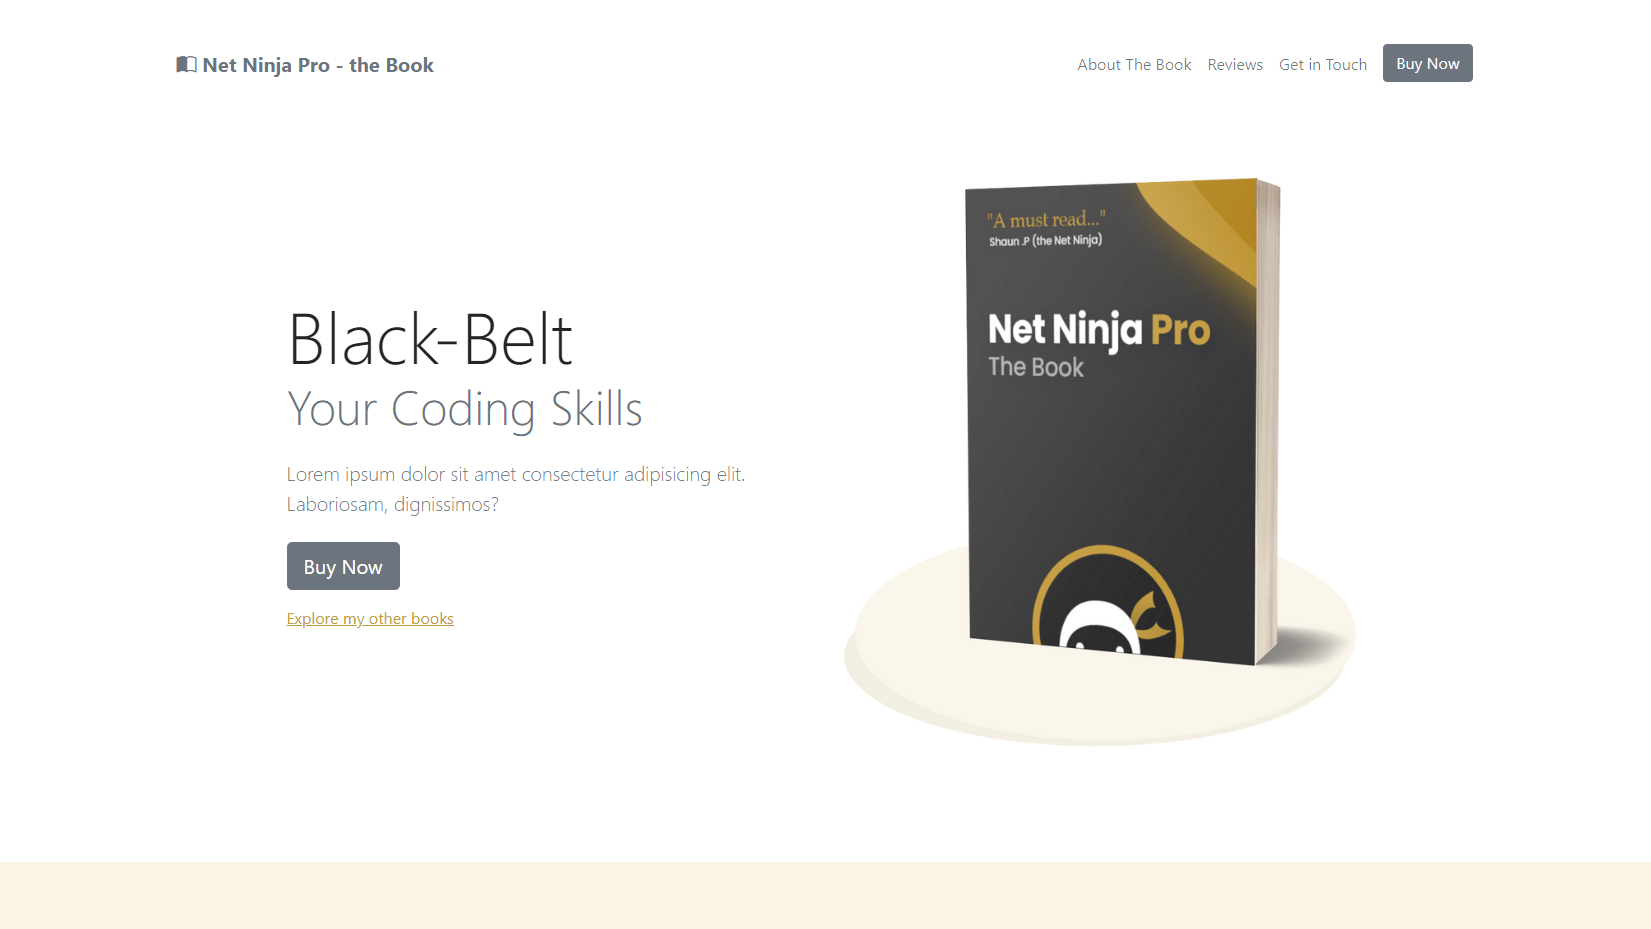 Net Ninja Pro - the Book
About The Book
Reviews
Get in Touch
Buy Now
Black-Belt
Your Coding Skills
Lorem ipsum dolor sit amet consectetur adipisicing elit.
Laboriosam, dignissimos?
Buy Now
Explore my other books
"A must read..."
Shaun .P (the Net Ninja)
Net Ninja Pro
The Book